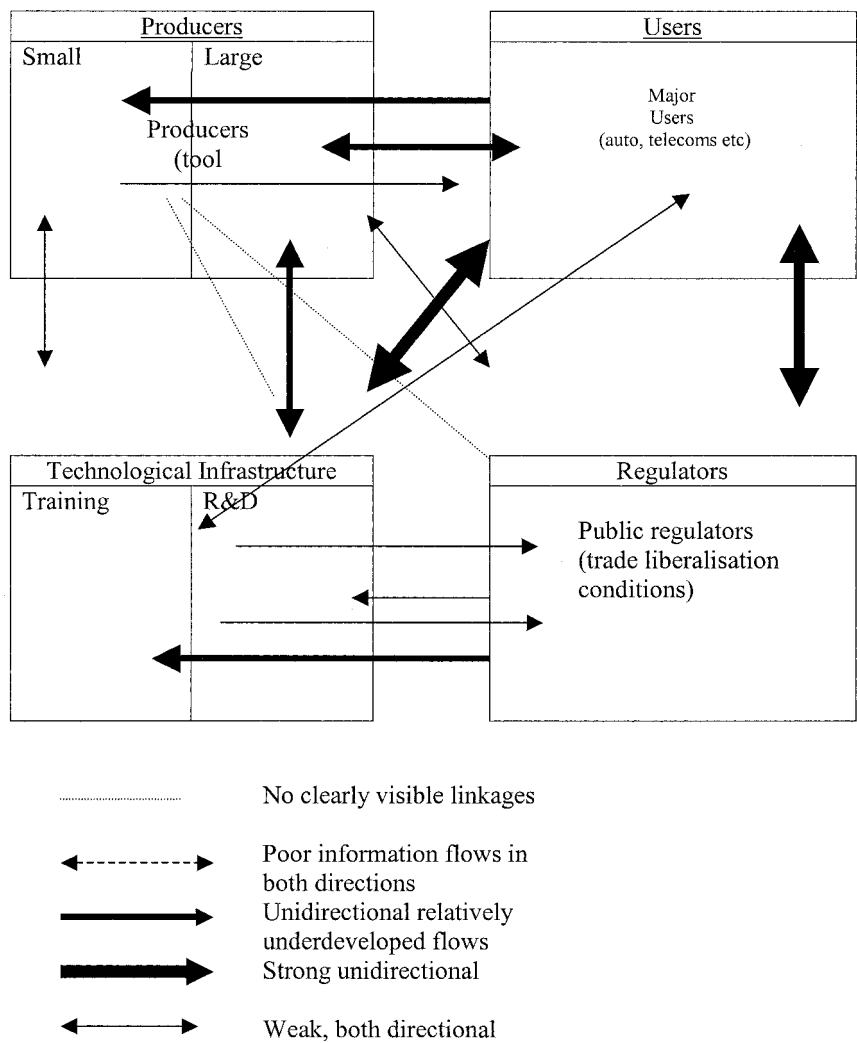 Producers
Users
Small
Large
Major
Users
(auto, telecoms etc)
Producers
(tool
Technological Infrastructure
Regulators
Training
R&D
Public regulators
(trade liberalisation
conditions)
No clearly visible linkages
Poor information flows in
both directions
Unidirectional relatively
underdeveloped flows
Strong unidirectional
Weak, both directional